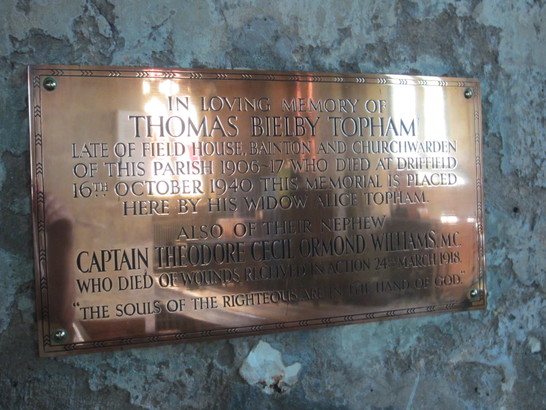 IN LOVING MEMORY OF
THOMAS BIELBY TOPHAM
LATE OF FIELD HOUSE, BAINTON AND CHURCHWARDEN
OF THIS PARISH 1906-17 WHO DIED AT DRIFFIELD
16TH OCTOBER 1940 THIS MEMORIAL IS PLACED
HERE BY HIS WIDOW ALICE TOPHAM.
ALSO OF THEIR NEPHEW
CAPTAIN THEODORE CECIL ORMOND WILLIAMS, M.C.
WHO DIED OF WOUNDS RECEIVED IN ACTION 24TH MARCH 1918.
"THE SOULS OF THE RIGHTEOUS IN THE HAND OF GOD."